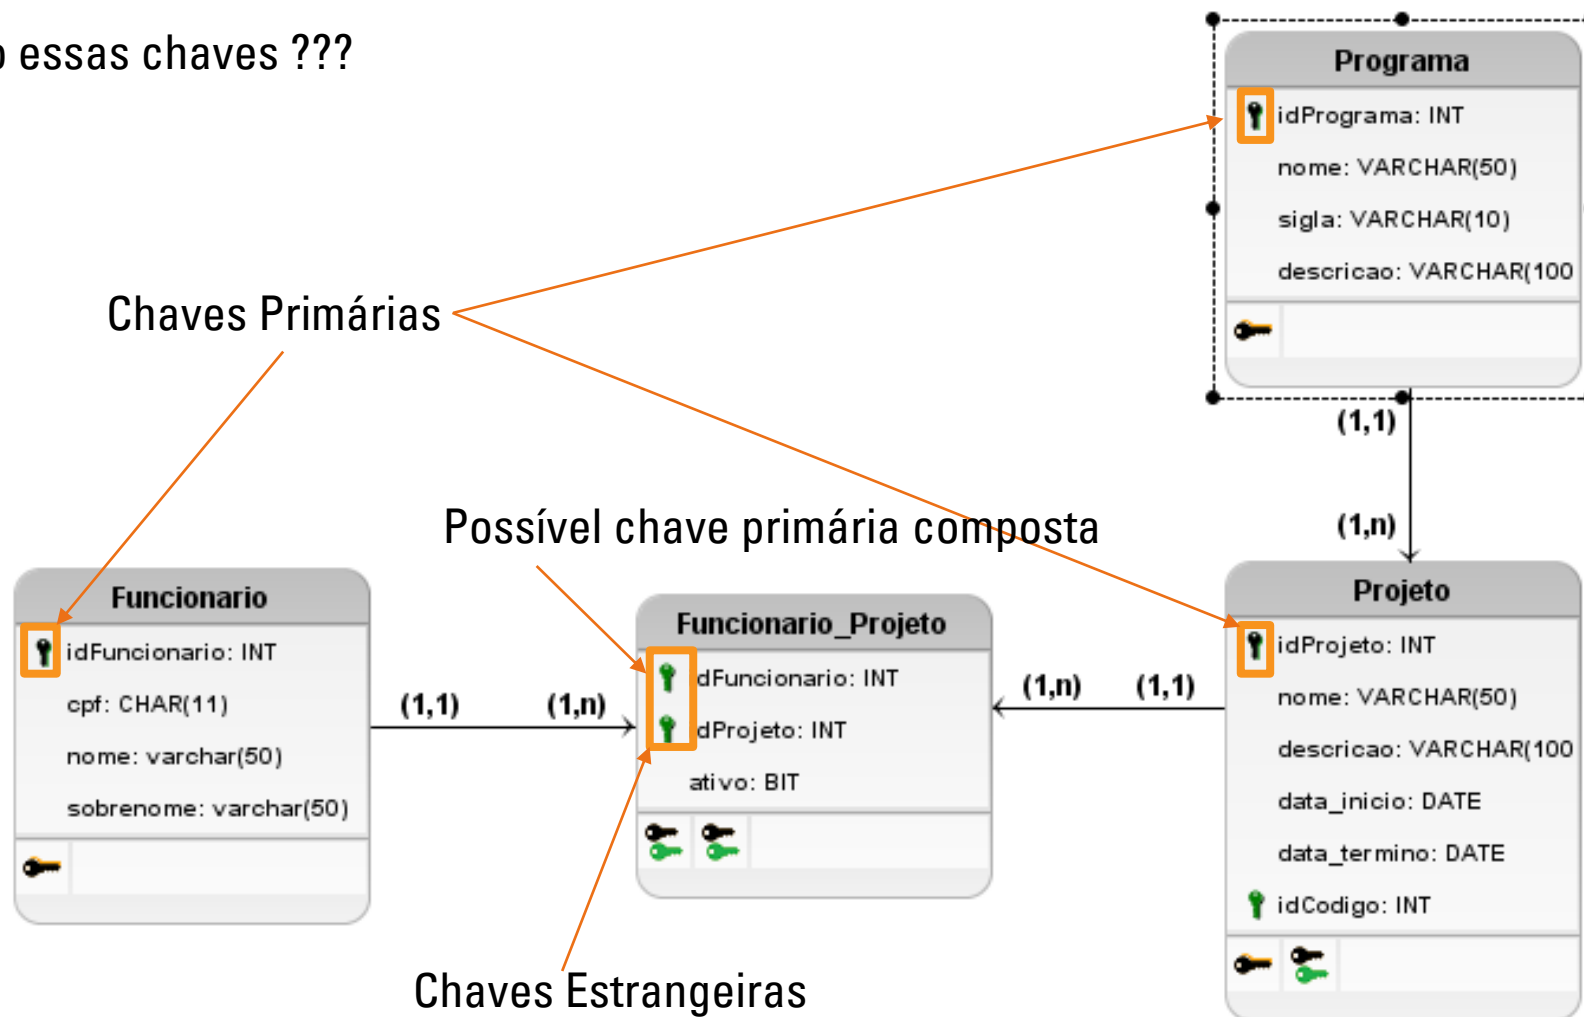 o essas chaves ???
Programa
idPrograma: INT
nome: VARCHAR(50)
sigla: VARCHAR(10)
descricao: VARCHAR(100
Chaves Primárias
(1,1)
(1,n)
Possível chave primária composta
Funcionario
idFuncionario: INT
cpf: CHAR(11)
nome: varchar(50)
sobrenome: varchar(50)
(1,1)
(1,n)
Funcionario_Projeto
dFuncionario: INT
dProjeto: INT
ativo: BIT
(1,n)
(1,1)
Projeto
idProjeto: INT
nome: VARCHAR(50)
descricao: VARCHAR(100
data_inicio: DATE
data_termino: DATE
idCodigo: INT
Chaves Estrangeiras